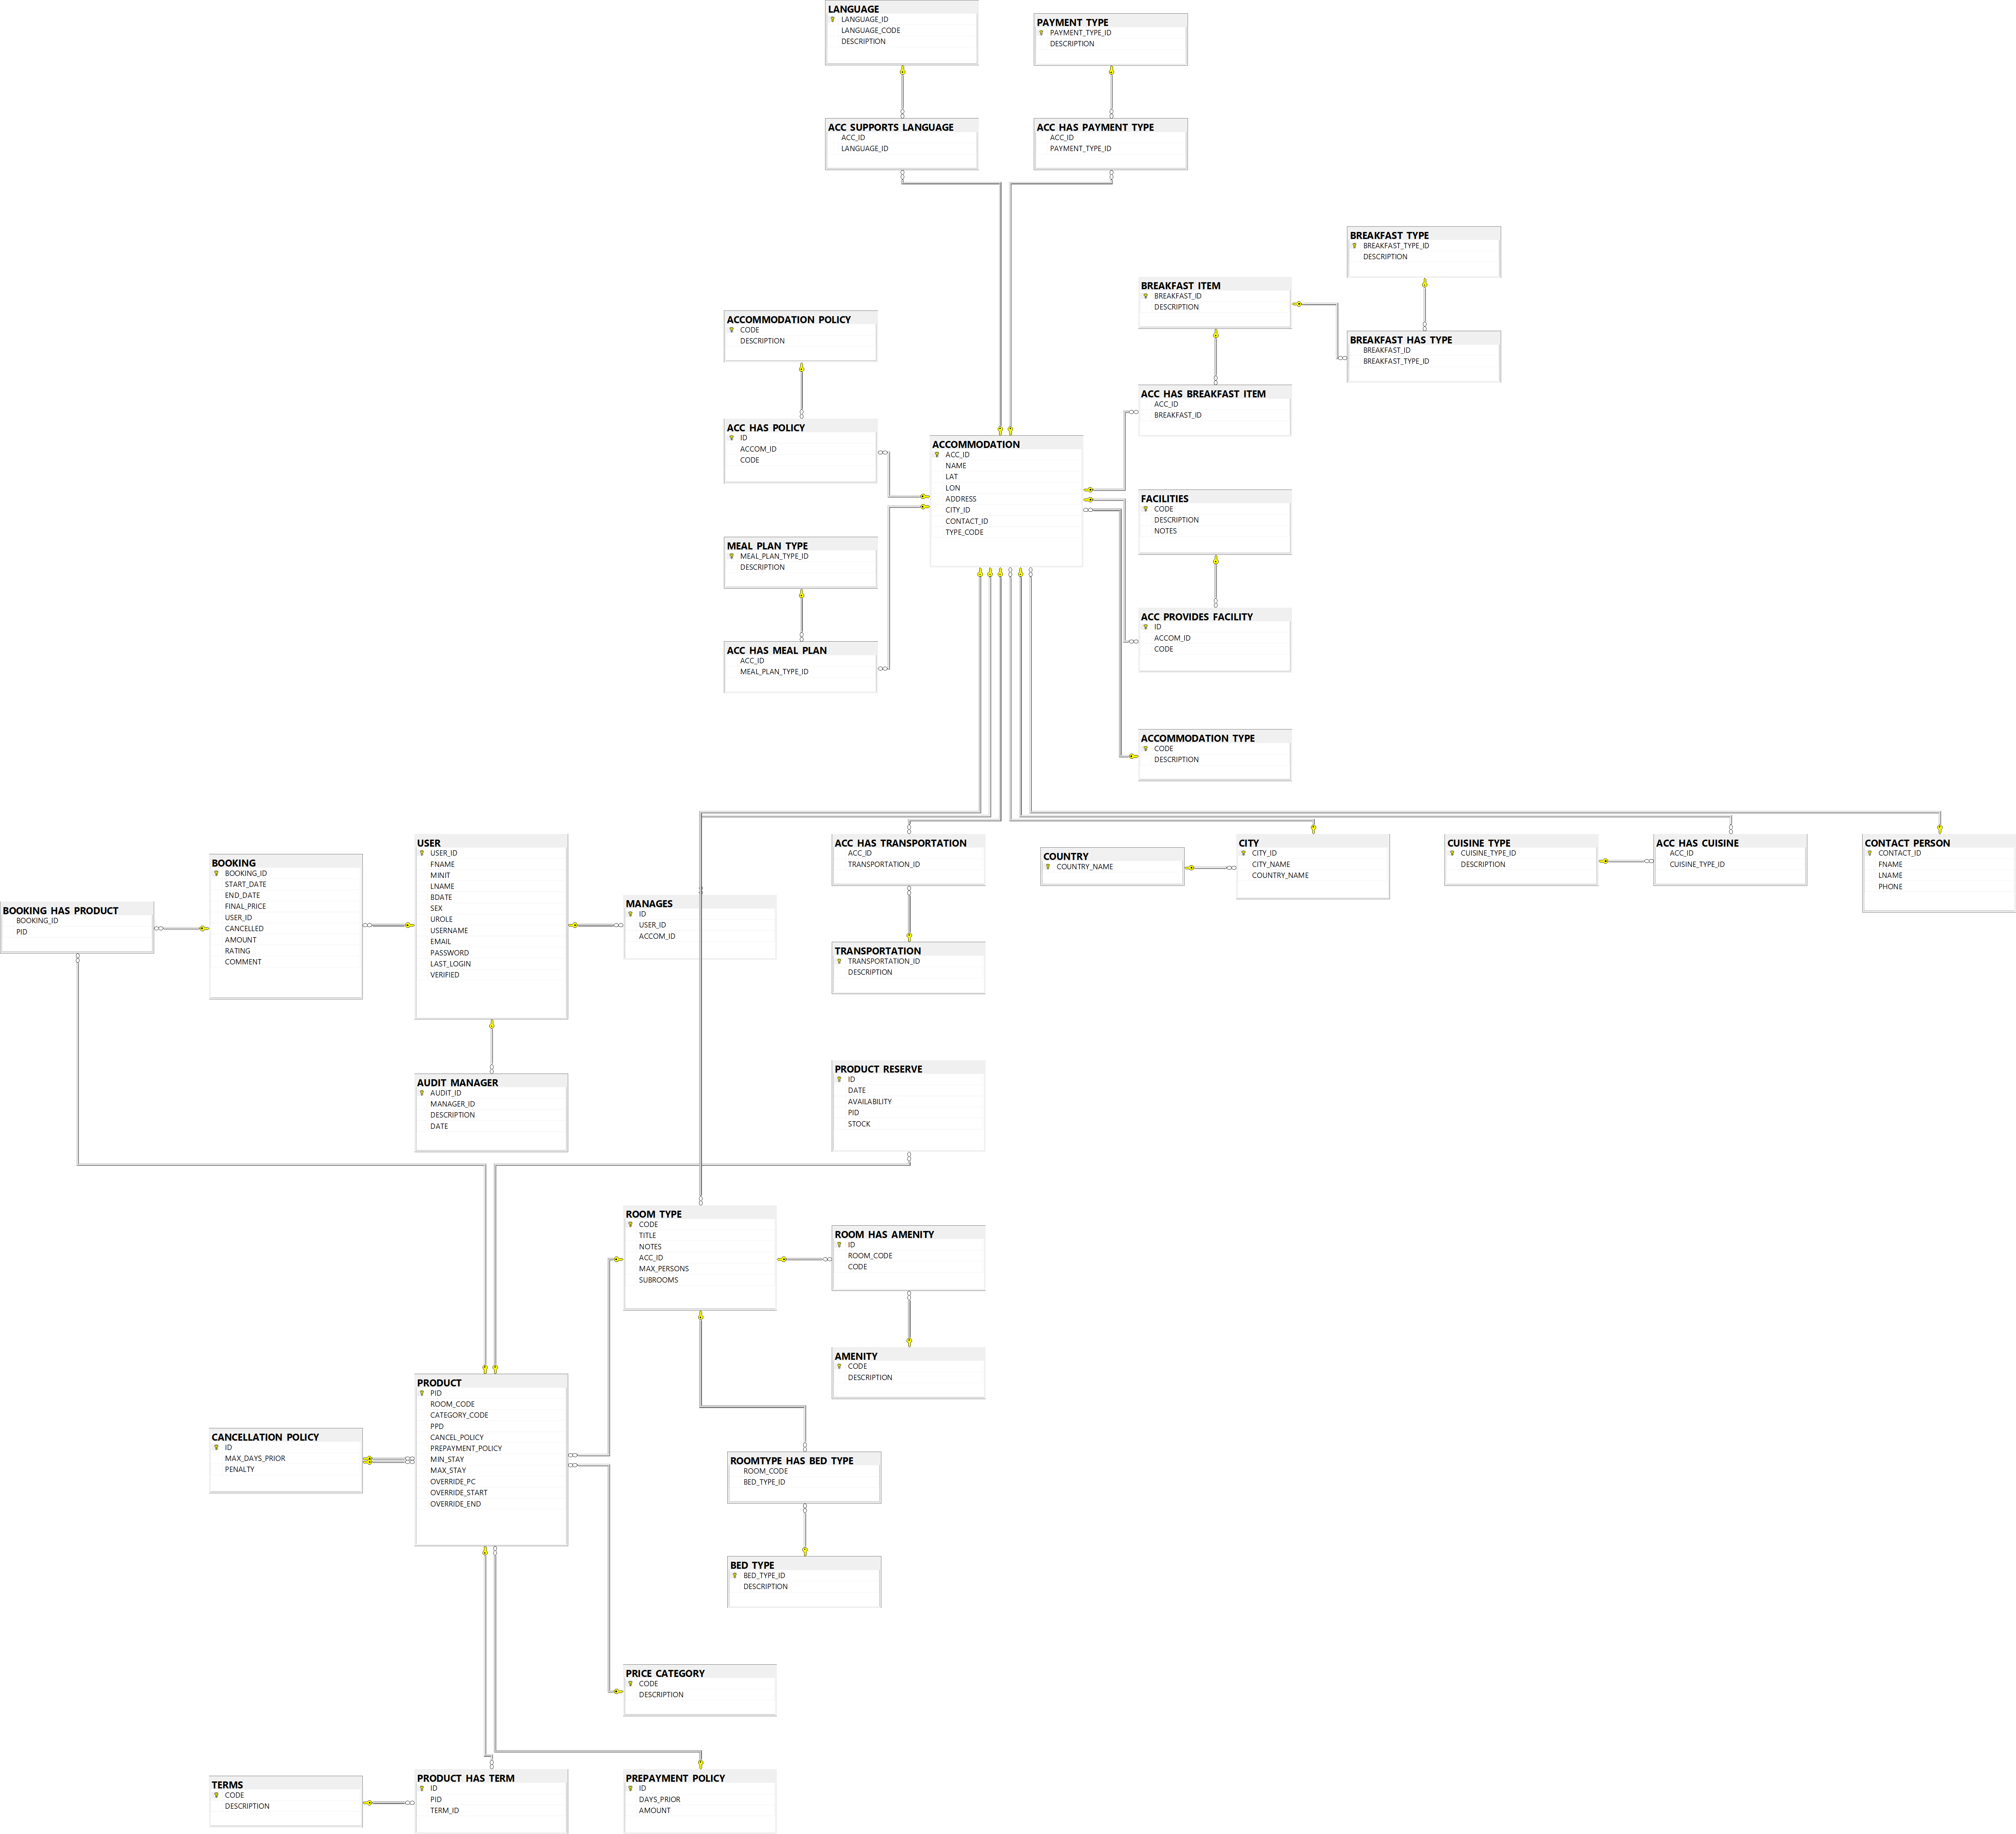 LANGUAGE
LANGUAGE_ID
LANGUAGE_CODE
DESCRIPTION
PAYMENT TYPE
PAYMENT_TYPE_ID
DESCRIPTION
ACC SUPPORTS LANGUAGE
ACC_ID
LANGUAGE_ID
ACC HAS PAYMENT TYPE
ACC_ID
PAYMENT_TYPE_ID
BREAKFAST TYPE
BREAKFAST_TYPE_ID
DESCRIPTION
BREAKFAST ITEM
BREAKFAST_ID
DESCRIPTION
BREAKFAST HAS TYPE
BREAKFAST_ID
BREAKFAST_TYPE_ID
ACCOMMODATION POLICY
CODE
DESCRIPTION
ACC HAS BREAKFAST ITEM
ACC_ID
BREAKFAST_ID
ACC HAS POLICY
ID
ACCOM_ID
CODE
ACCOMMODATION
ACC_ID
NAME
LAT
LON
ADDRESS
CITY_ID
CONTACT_ID
TYPE_CODE
FACILITIES
CODE
DESCRIPTION
NOTES
MEAL PLAN TYPE
MEAL_PLAN_TYPE_ID
DESCRIPTION
ACC PROVIDES FACILITY
ID
ACCOM_ID
CODE
ACC HAS MEAL PLAN
ACC_ID
MEAL_PLAN_TYPE_ID
ACCOMMODATION TYPE
CODE
DESCRIPTION
BOOKING HAS PRODUCT
BOOKING_ID
PID
BOOKING
BOOKING_ID
START_DATE
END_DATE
FINAL_PRICE
USER_ID
CANCELLED
AMOUNT
RATING
COMMENT
USER
USER_ID
FNAME
MINIT
LNAME
BDATE
SEX
UROLE
USERNAME
EMAIL
PASSWORD
LAST_LOGIN
VERIFIED
MANAGES
ID
USER_ID
ACCOM_ID
ACC HAS TRANSPORTATION
ACC_ID
TRANSPORTATION_ID
COUNTRY
COUNTRY_NAME
CITY
CITY_ID
CITY_NAME
COUNTRY_NAME
CUISINE TYPE
CUISINE_TYPE_ID
DESCRIPTION
ACC HAS CUISINE
ACC_ID
CUISINE_TYPE_ID
CONTACT PERSON
CONTACT_ID
FNAME
LNAME
PHONE
TRANSPORTATION
TRANSPORTATION_ID
DESCRIPTION
AUDIT MANAGER
AUDIT_ID
MANAGER_ID
DESCRIPTION
DATE
PRODUCT RESERVE
ID
DATE
AVAILABILITY
PID
STOCK
ROOM TYPE
CODE
TITLE
NOTES
ACC_ID
MAX_PERSONS
SUBROOMS
ROOM HAS AMENITY
ID
ROOM_CODE
CODE
AMENITY
CODE
DESCRIPTION
PRODUCT
PID
ROOM_CODE
CATEGORY_CODE
PPD
CANCEL_POLICY
PREPAYMENT_POLICY
MIN_STAY
MAX_STAY
OVERRIDE_PC
OVERRIDE_START
OVERRIDE_END
CANCELLATION POLICY
ID
MAX_DAYS_PRIOR
PENALTY
ROOMTYPE HAS BED TYPE
ROOM_CODE
BED_TYPE_ID
BED TYPE
BED_TYPE_ID
DESCRIPTION
PRICE CATEGORY
CODE
DESCRIPTION
TERMS
CODE
DESCRIPTION
PRODUCT HAS TERM
ID
PID
TERM_ID
PREPAYMENT POLICY
ID
DAYS_PRIOR
AMOUNT